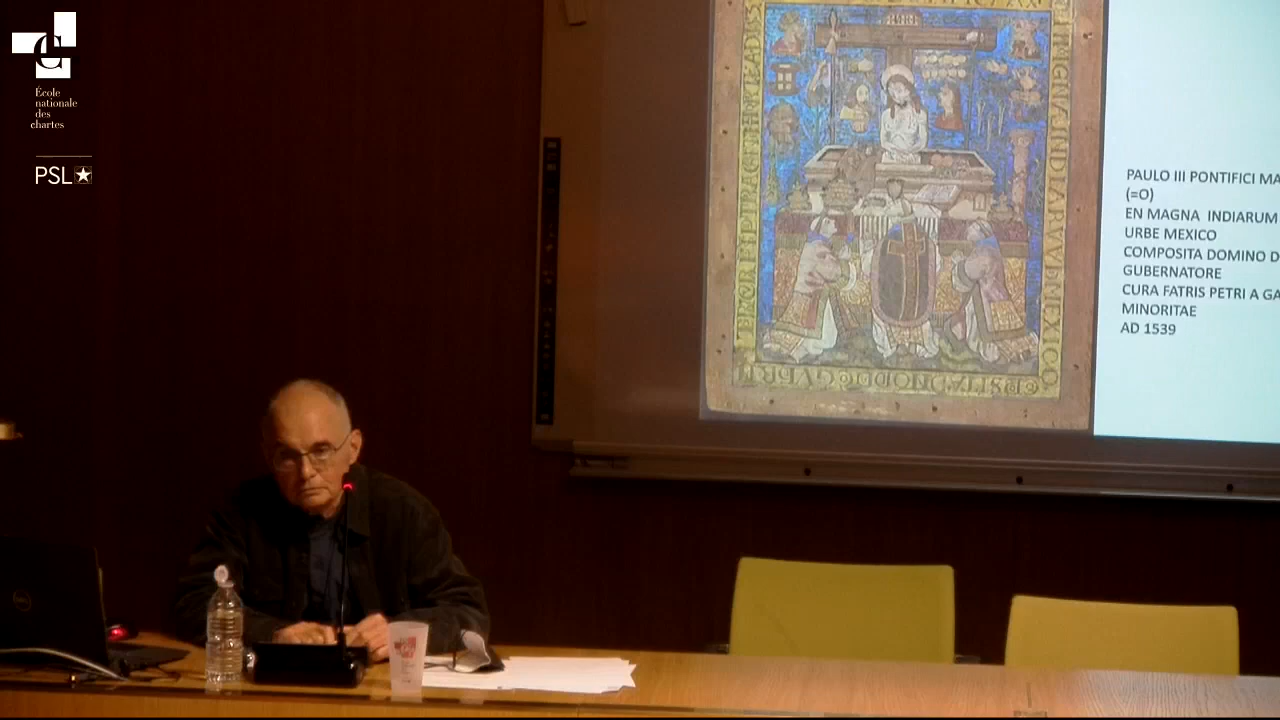 École
nationale
des
chartes
PSL
PAULO III PONTIFICI MA
(=O)
EN MAGNA INDIARUM
URBE MEXICO
COMPOSITA DOMINO D
GUBERNATORE
CURA FATRIS PETRI A GA
MINORITAE
AD 1539